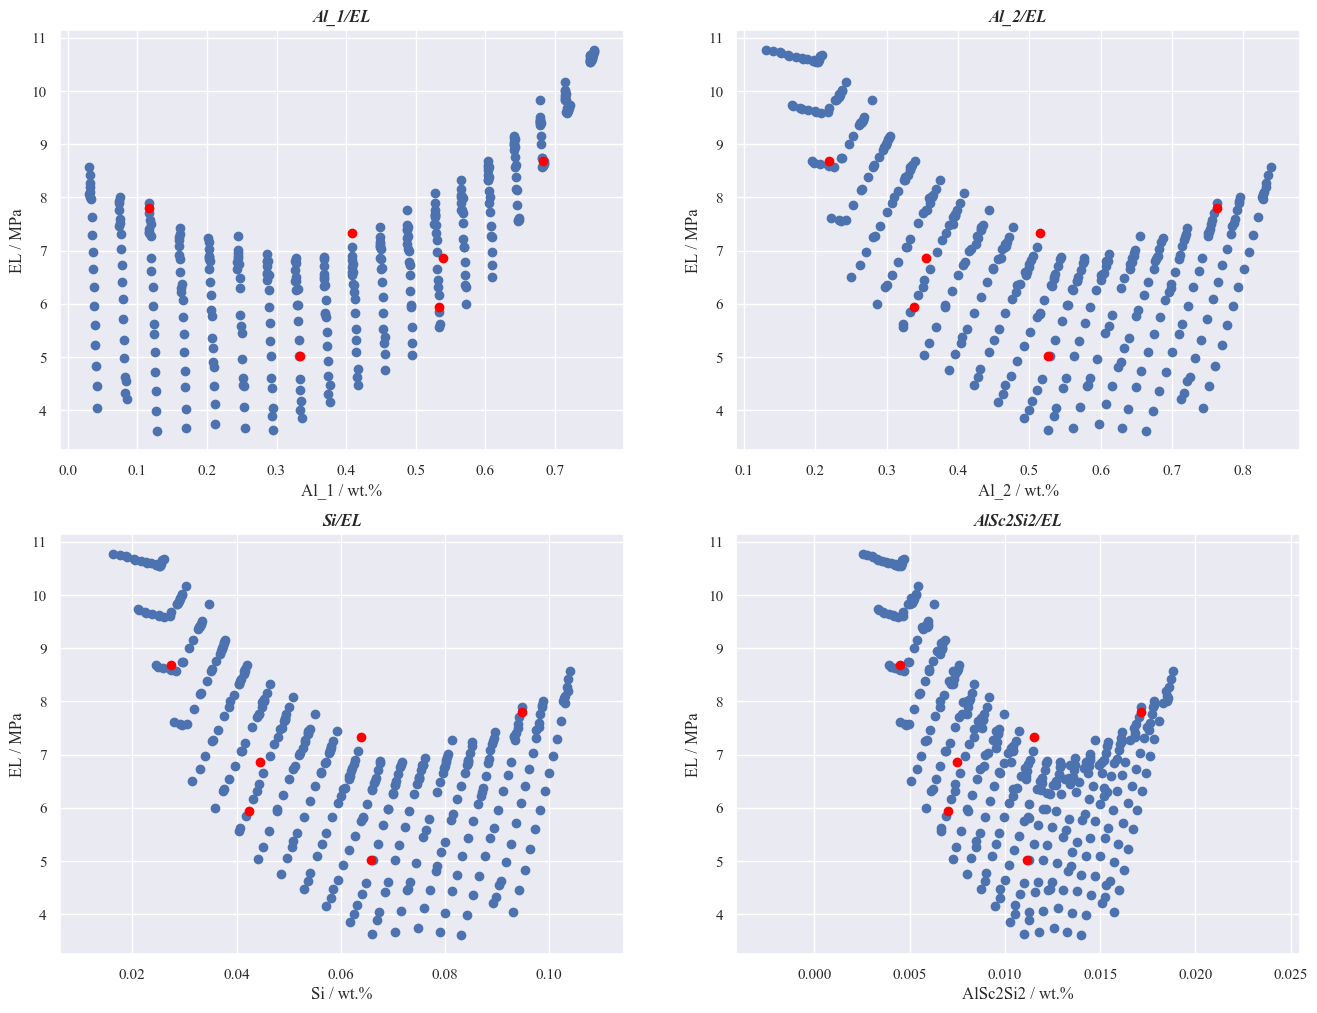 Al_1/EL
11
10
9
8
7
6
5
4
EL / MPa
0.0 0.1 0.2 0.3 0.4 0.5 0.6 0.7
Al_1 / wt.%
Al_2/EL
11
10
9
8
7
6
5
4
EL / MPa
0.1 0.2 0.3 0.4 0.5 0.6 0.7 0.8
Al_2 / wt.%
Si/EL
11
10
9
8
7
6
5
4
EL / MPa
0.02 0.04 0.06 0.08 0.10
Si / wt.%
AlSc2Si2/EL
11
10
9
8
7
6
5
4
EL / MPa
0.000 0.005 0.010 0.015 0.020 0.025
AlSc2Si2 / wt.%